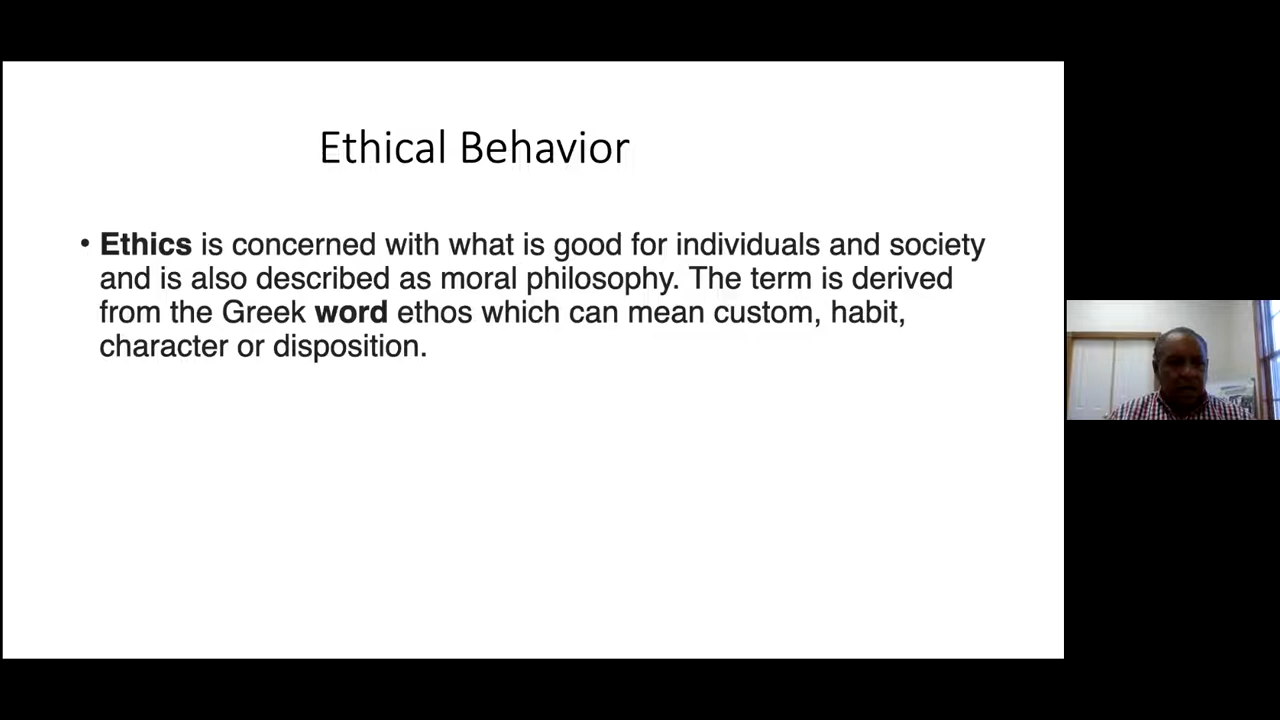 Ethical Behavior
• Ethics is concerned with what is good for individuals and society
and is also described as moral philosophy. The term is derived
from the Greek word ethos which can mean custom, habit,
character or disposition.